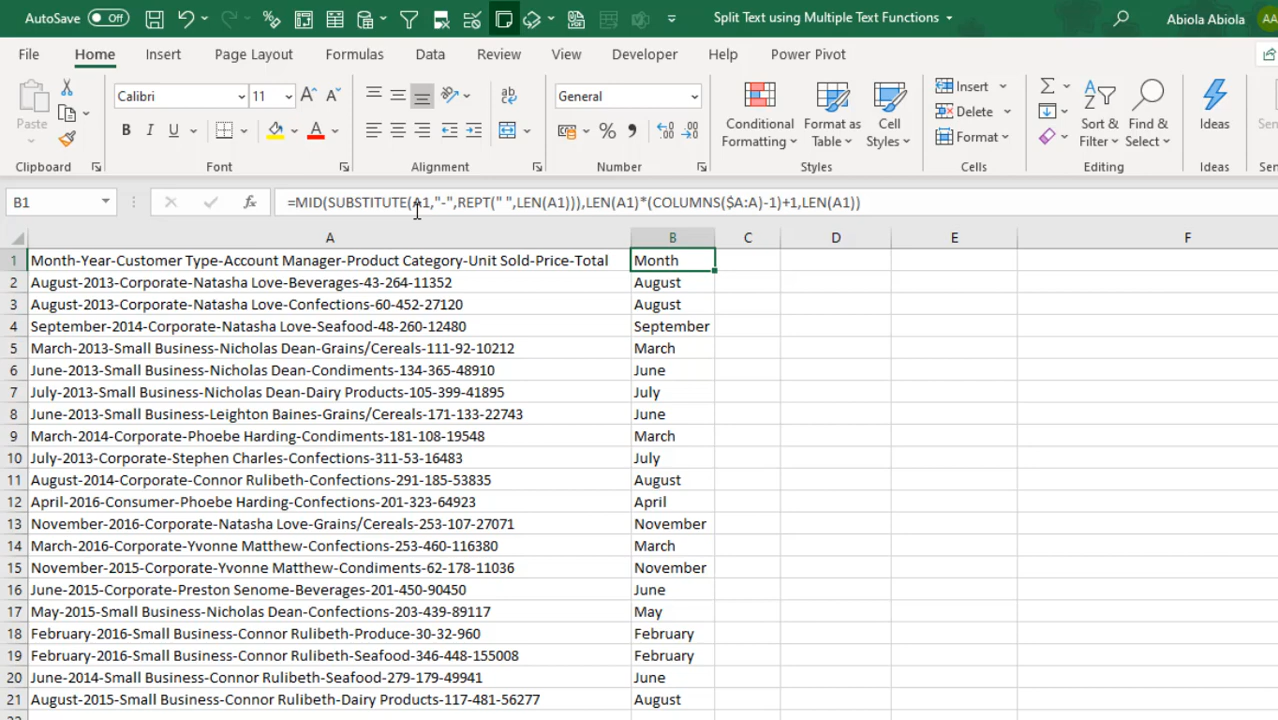 AutoSave Off Split Text using Multiple Text Functions Abiola Abiola AA
File Home Insert Page Layout Formulas Data Review View Developer Help Power Pivot
Paste Calibri 11 A A ab General Conditional Formatting Format as Table Cell Styles Insert Delete Format Sort & Filter Find & Select Ideas
B I U A $ %
Clipboard Font Alignment Number Styles Cells Editing Ideas
B1 fx =MID(SUBSTITUTE(A1,"-",REPT(" ",LEN(A1))),LEN(A1)*(COLUMNS($A:A)-1)+1,LEN(A1))
A B C D E F
1 Month-Year-Customer Type-Account Manager-Product Category-Unit Sold-Price-Total Month
2 August-2013-Corporate-Natasha Love-Beverages-43-264-11352 August
3 August-2013-Corporate-Natasha Love-Confections-60-452-27120 August
4 September-2014-Corporate-Natasha Love-Seafood-48-260-12480 September
5 March-2013-Small Business-Nicholas Dean-Grains/Cereals-111-92-10212 March
6 June-2013-Small Business-Nicholas Dean-Condiments-134-365-48910 June
7 July-2013-Small Business-Nicholas Dean-Dairy Products-105-399-41895 July
8 June-2013-Small Business-Leighton Baines-Grains/Cereals-171-133-22743 June
9 March-2014-Corporate-Phoebe Harding-Condiments-181-108-19548 March
10 July-2013-Corporate-Stephen Charles-Confections-311-53-16483 July
11 August-2014-Corporate-Connor Rulibeth-Confections-291-185-53835 August
12 April-2016-Consumer-Phoebe Harding-Confections-201-323-64923 April
13 November-2016-Corporate-Natasha Love-Grains/Cereals-253-107-27071 November
14 March-2016-Corporate-Yvonne Matthew-Confections-253-460-116380 March
15 November-2015-Corporate-Yvonne Matthew-Condiments-62-178-11036 November
16 June-2015-Corporate-Preston Senome-Beverages-201-450-90450 June
17 May-2015-Small Business-Nicholas Dean-Confections-203-439-89117 May
18 February-2016-Small Business-Connor Rulibeth-Produce-30-32-960 February
19 February-2016-Small Business-Connor Rulibeth-Seafood-346-448-155008 February
20 June-2014-Small Business-Connor Rulibeth-Seafood-279-179-49941 June
21 August-2015-Small Business-Connor Rulibeth-Dairy Products-117-481-56277 August